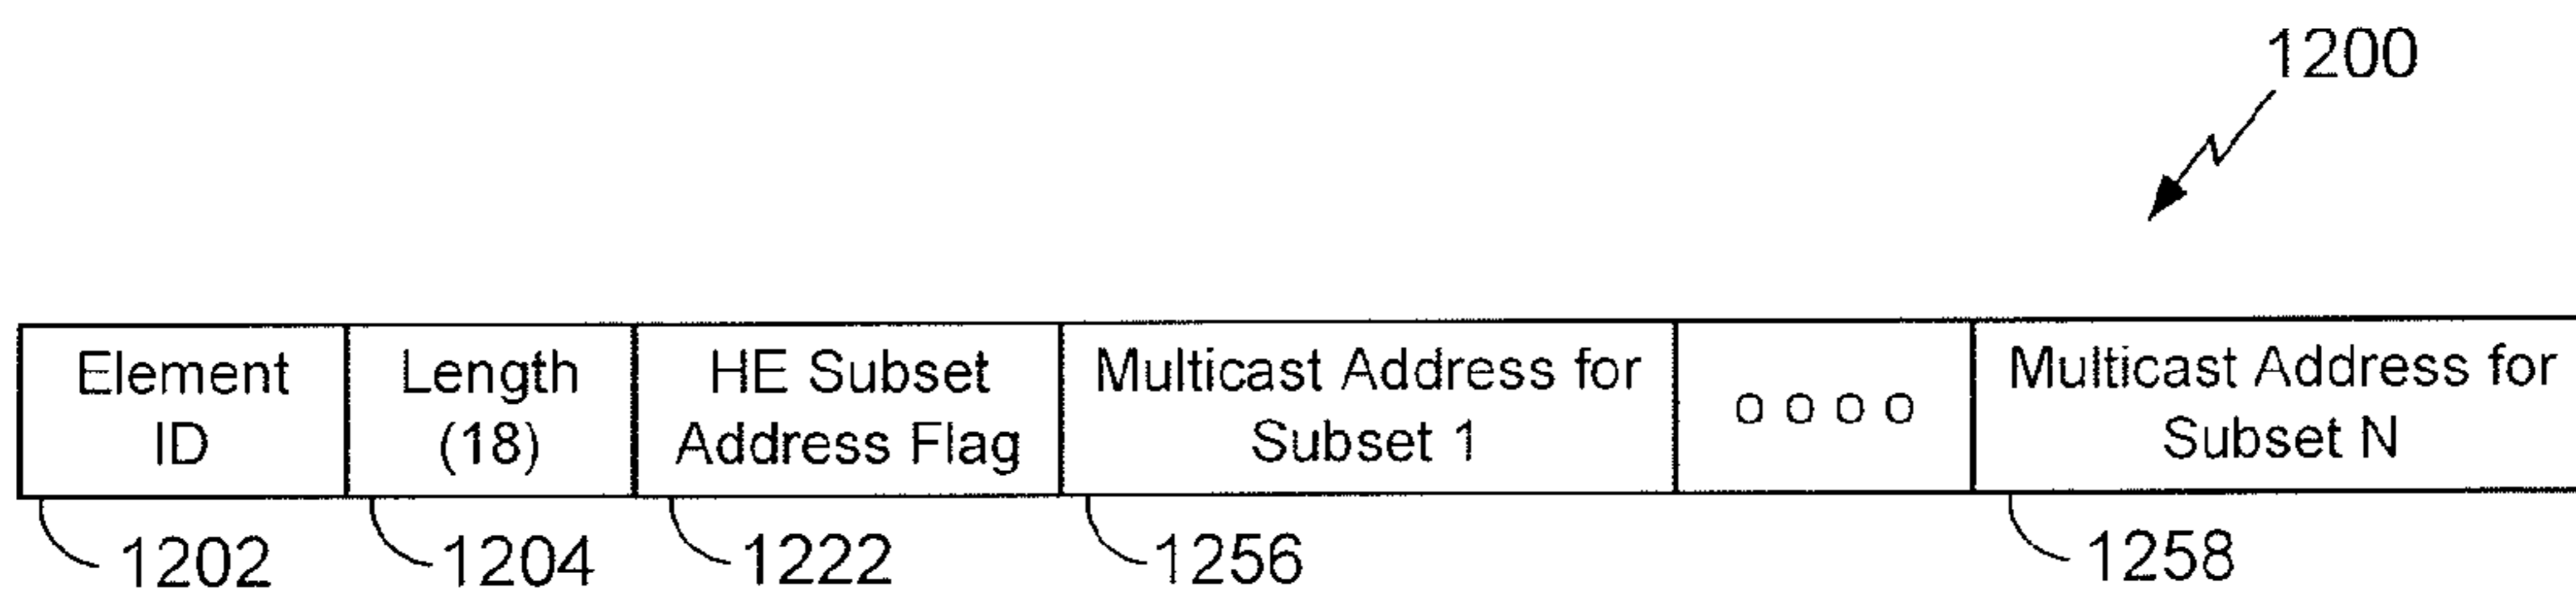 1200
Element
ID
Length
(18)
HE Subset
Address Flag
Multicast Address for
Subset 1
o o o o
Multicast Address for
Subset N
1202
1204
1222
1256
1258